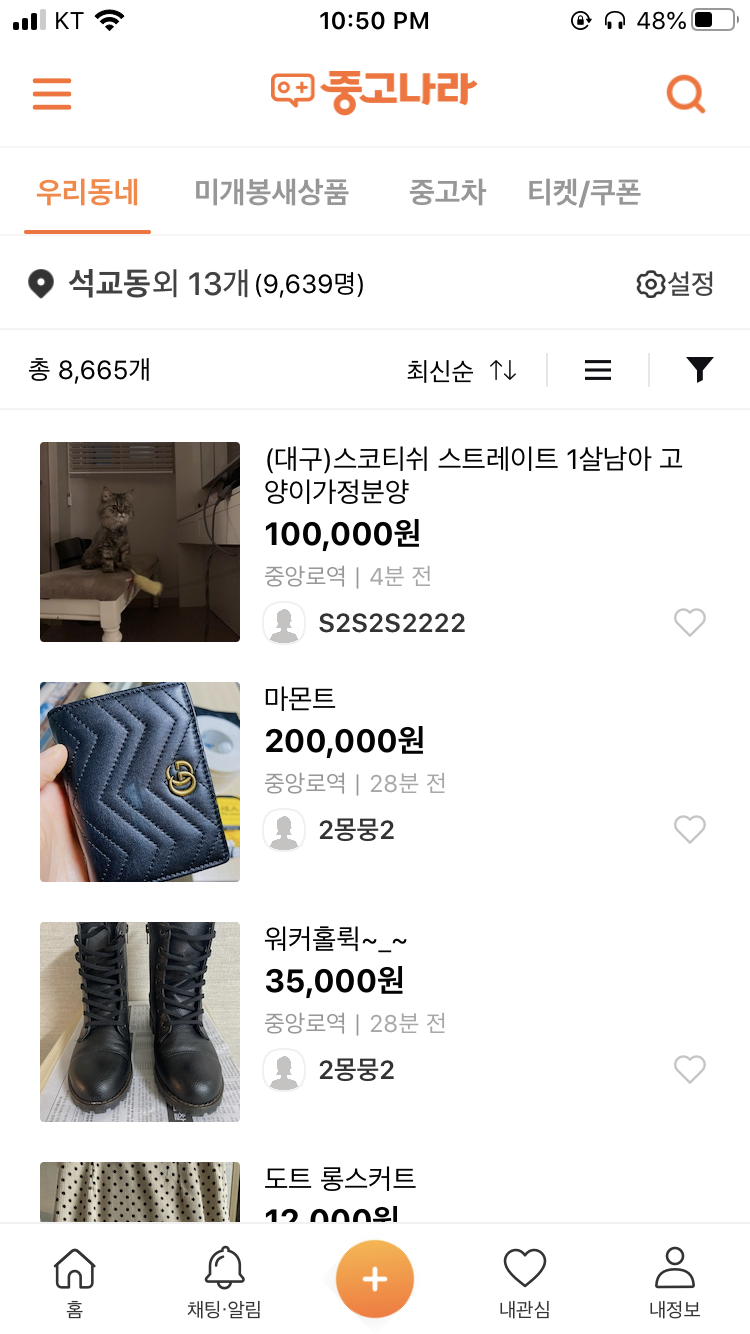 KT 10:50 PM 48%
중고나라
우리동네 미개봉새상품 중고차 티켓/쿠폰
석교동외 13개(9,639명) 설정
총 8,665개 최신순
(대구)스코티쉬 스트레이트 1살남아 고
양이가정분양
100,000원
중앙로역 | 4분 전
S2S2S2222
마몬트
200,000원
중앙로역 | 28분 전
2몽뭉2
워커홀뤽~_~
35,000원
중앙로역 | 28분 전
2몽뭉2
도트 롱스커트
12,000원
홈 채팅·알림 내관심 내정보